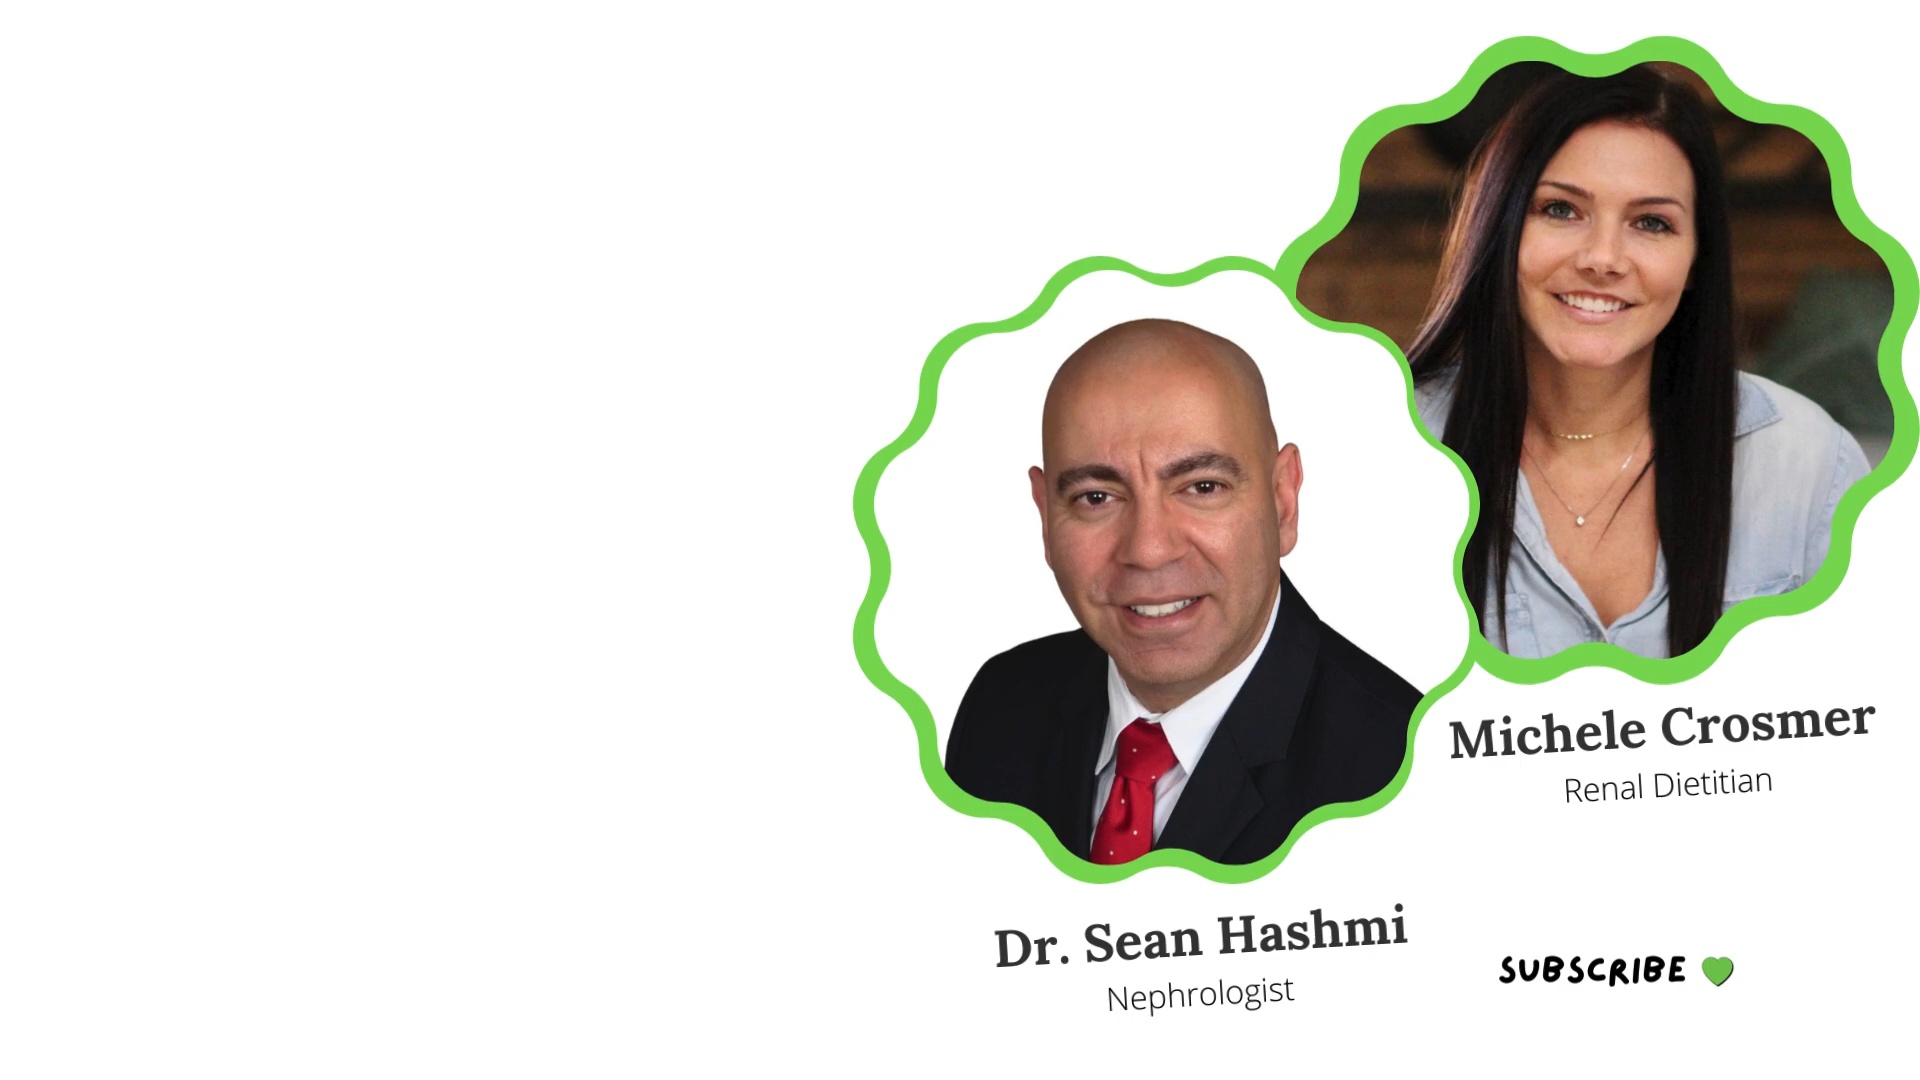 Michele Crosmer
Renal Dietitian
Dr. Sean Hashmi
Nephrologist
SUBSCRIBE